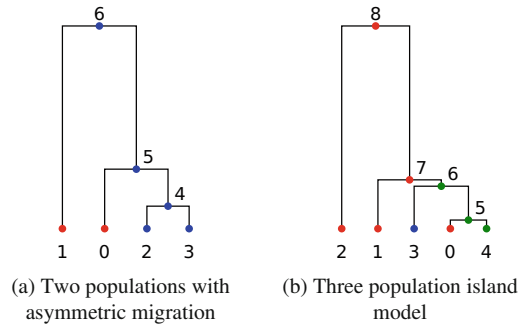 6
8
5
7
6
4
5
1 0 2 3
2 1 3 0 4
(a) Two populations with
asymmetric migration
(b) Three population island
model